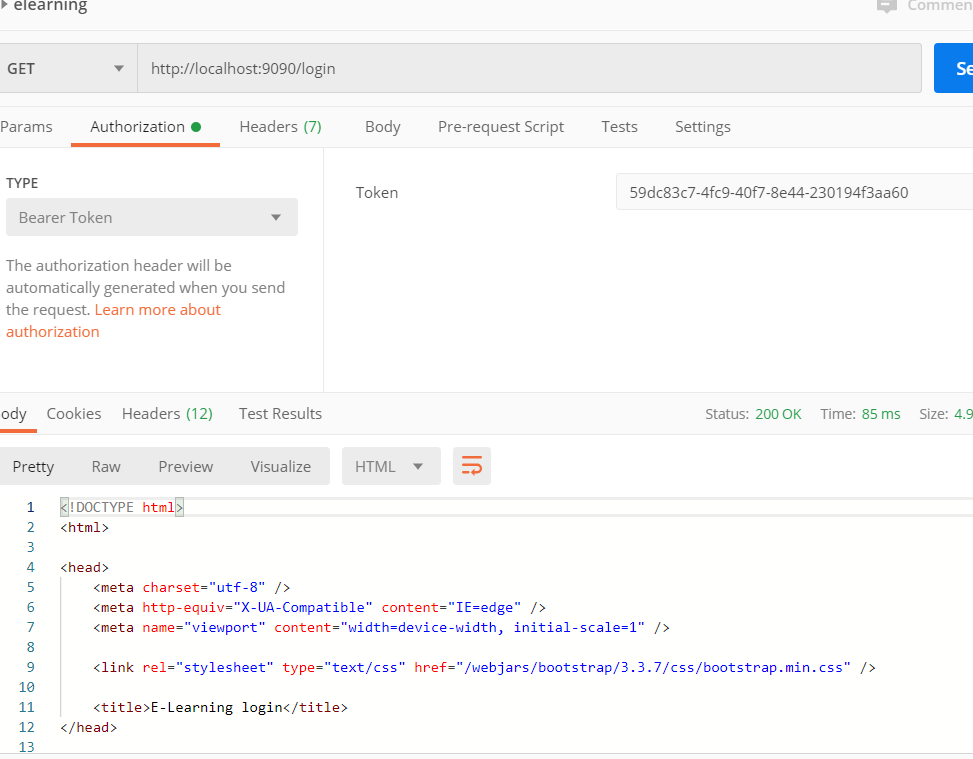 elearning
Commen
GET
http://localhost:9090/login
Se
Params
Authorization
Headers (7)
Body
Pre-request Script
Tests
Settings
TYPE
Token
59dc83c7-4fc9-40f7-8e44-230194f3aa60
Bearer Token
The authorization header will be
automatically generated when you send
the request. Learn more about
authorization
ody
Cookies
Headers (12)
Test Results
Status: 200 OK
Time: 85 ms
Size: 4.9
Pretty
Raw
Preview
Visualize
HTML
1 <!DOCTYPE html>
2 <html>
3
4 <head>
5 <meta charset="utf-8" />
6 <meta http-equiv="X-UA-Compatible" content="IE=edge" />
7 <meta name="viewport" content="width=device-width, initial-scale=1" />
8
9 <link rel="stylesheet" type="text/css" href="/webjars/bootstrap/3.3.7/css/bootstrap.min.css" />
10
11 <title>E-Learning login</title>
12 </head>
13